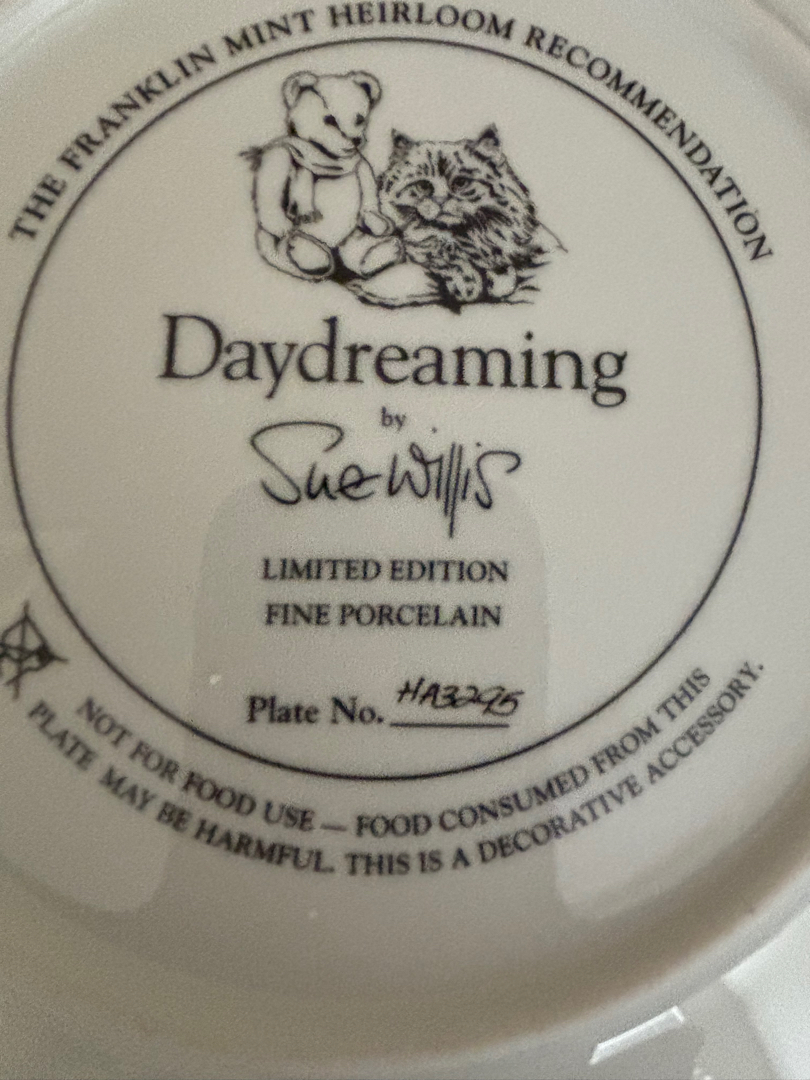 THE FRANKLIN MINT HEIRLOOM RECOMMENDATION
Daydreaming
by
Sue Willis
LIMITED EDITION
FINE PORCELAIN
Plate No. HA3295
NOT FOR FOOD USE — FOOD CONSUMED FROM THIS
PLATE MAY BE HARMFUL. THIS IS A DECORATIVE ACCESSORY.